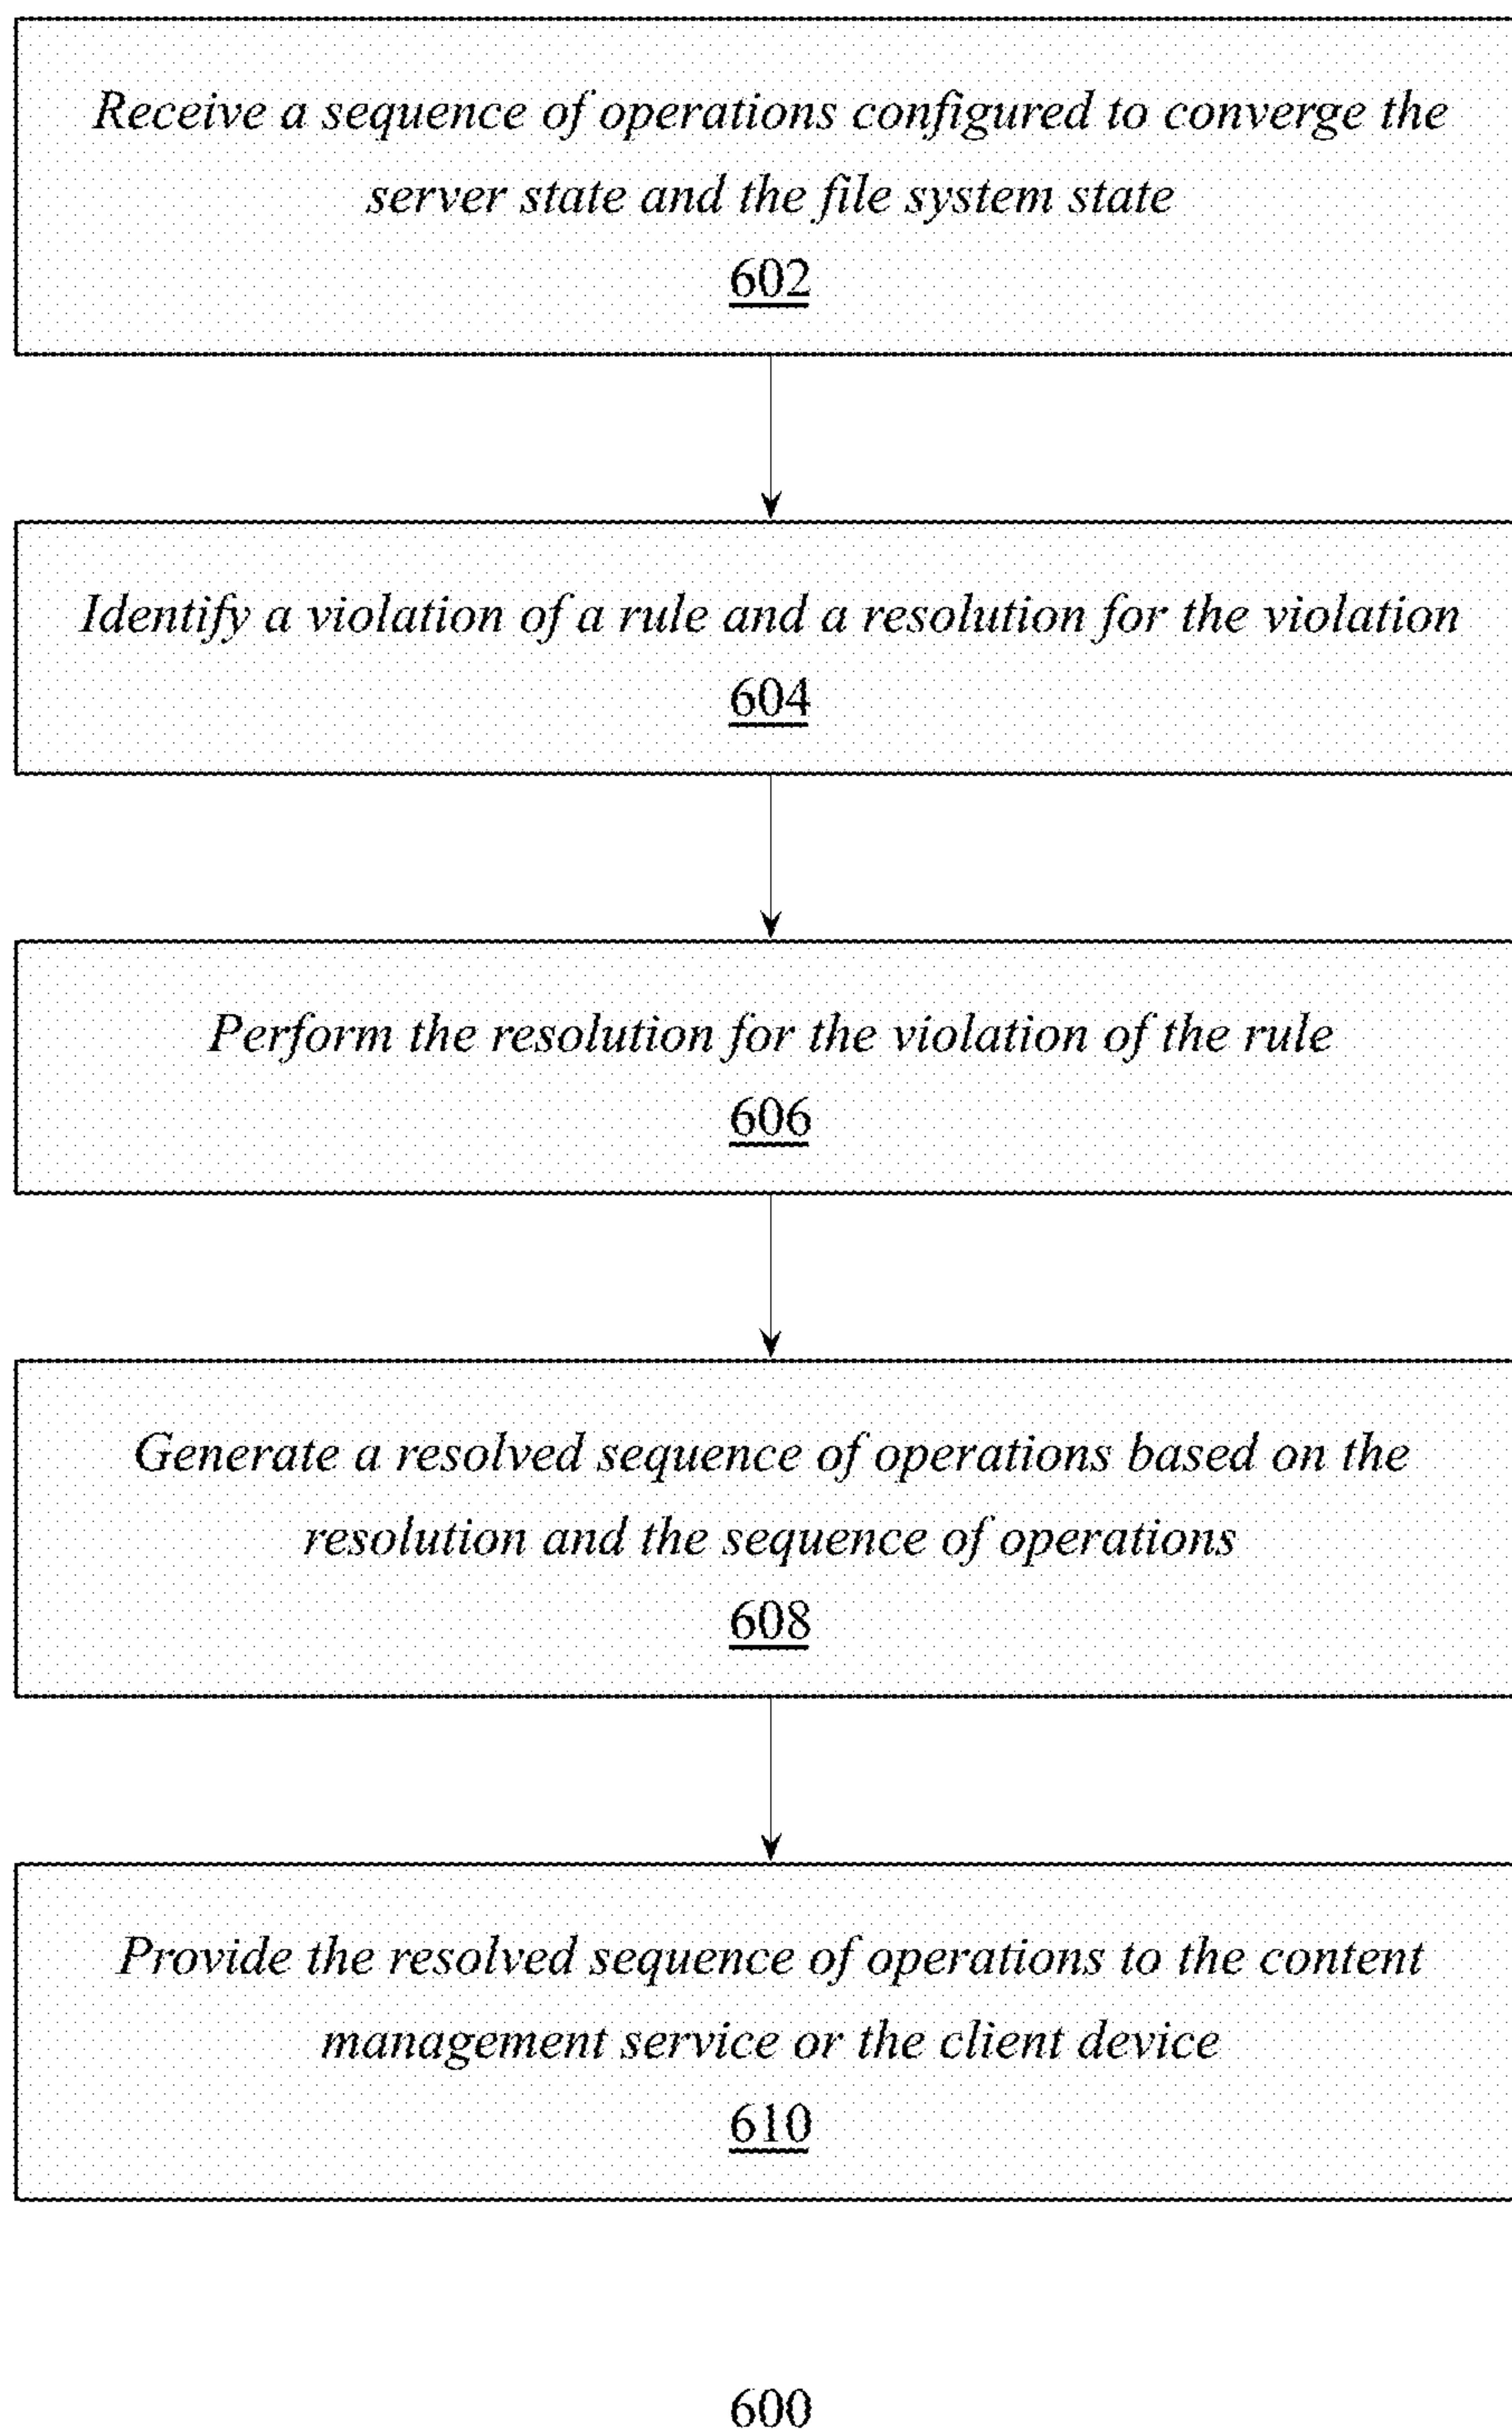 Receive a sequence of operations configured to converge the
server state and the file system state
602
Identify a violation of a rule and a resolution for the violation
604
Perform the resolution for the violation of the rule
606
Generate a resolved sequence of operations based on the
resolution and the sequence of operations
608
Provide the resolved sequence of operations to the content
management service or the client device
610
600